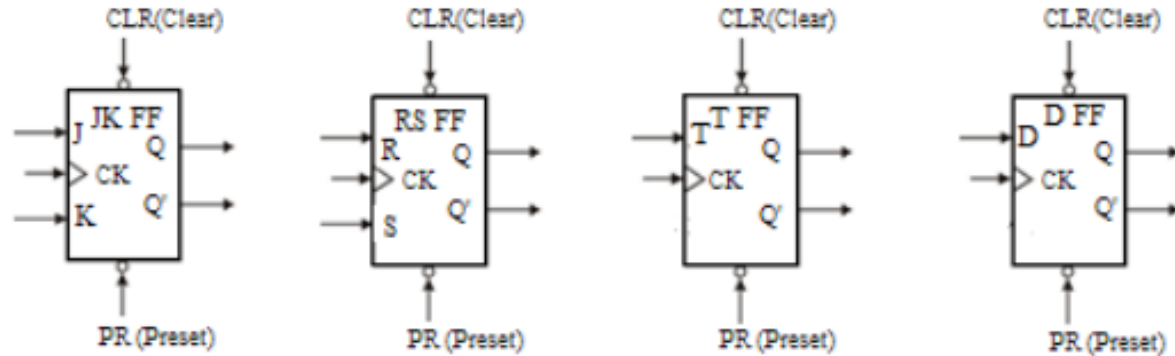 CLR(Clear)
JK FF
J
Q
CK
Q'
K
PR (Preset)
CLR(Clear)
RS FF
R
Q
CK
Q'
S
PR (Preset)
CLR(Clear)
T FF
T
Q
CK
Q'
PR (Preset)
CLR(Clear)
D FF
D
Q
CK
Q'
PR (Preset)